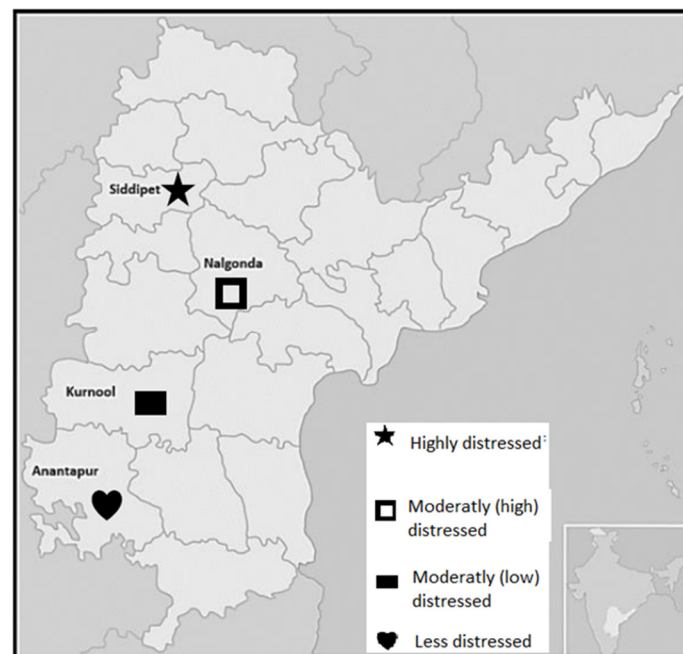 Siddipet
Nalgonda
Kurnool
Anantapur
Highly distressed:
Moderatly (high)
distressed
Moderatly (low)
distressed
Less distressed